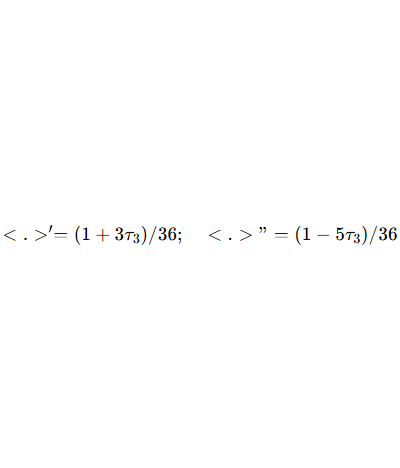 < . >′= (1 + 3τ₃)/36; < . > ” = (1 − 5τ₃)/36